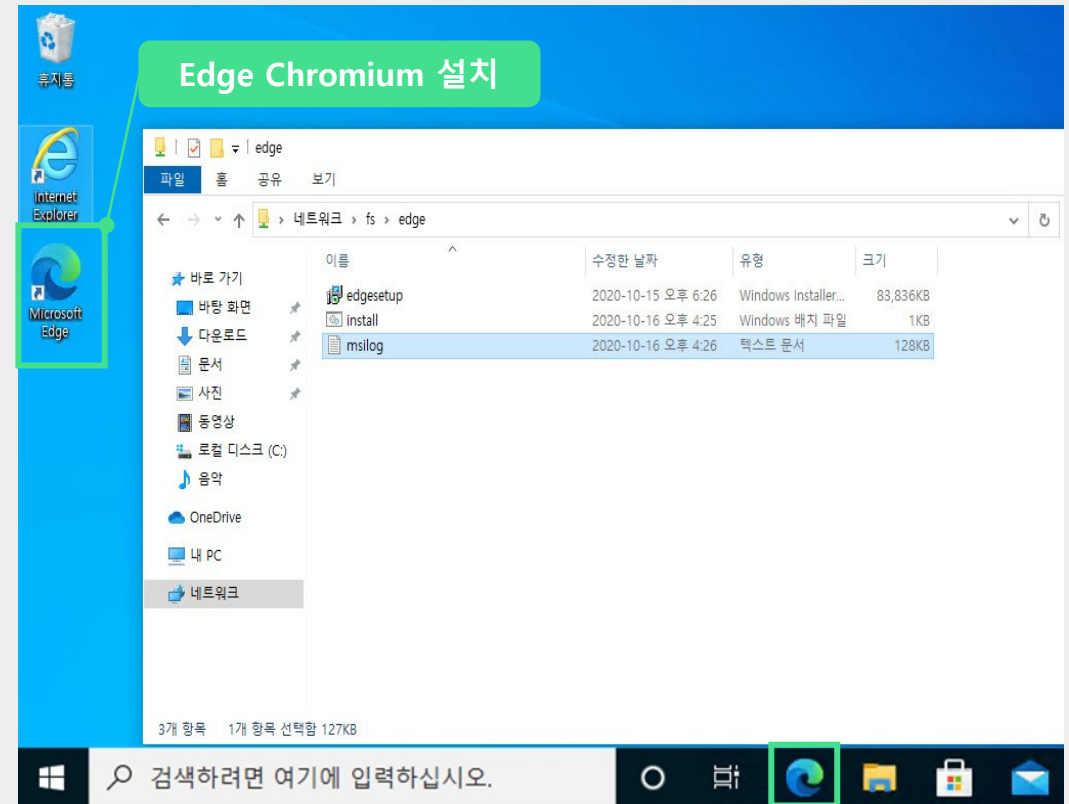 휴지통
Edge Chromium 설치
Internet
Explorer
Microsoft
Edge
edge
파일 홈 공유 보기
네트워크 › fs › edge
이름 수정한 날짜 유형 크기
edgesetup 2020-10-15 오후 6:26 Windows Installer... 83,836KB
install 2020-10-16 오후 4:25 Windows 배치 파일 1KB
msilog 2020-10-16 오후 4:26 텍스트 문서 128KB
바로 가기
바탕 화면
다운로드
문서
사진
동영상
로컬 디스크 (C:)
음악
OneDrive
내 PC
네트워크
3개 항목 1개 항목 선택함 127KB
검색하려면 여기에 입력하십시오.